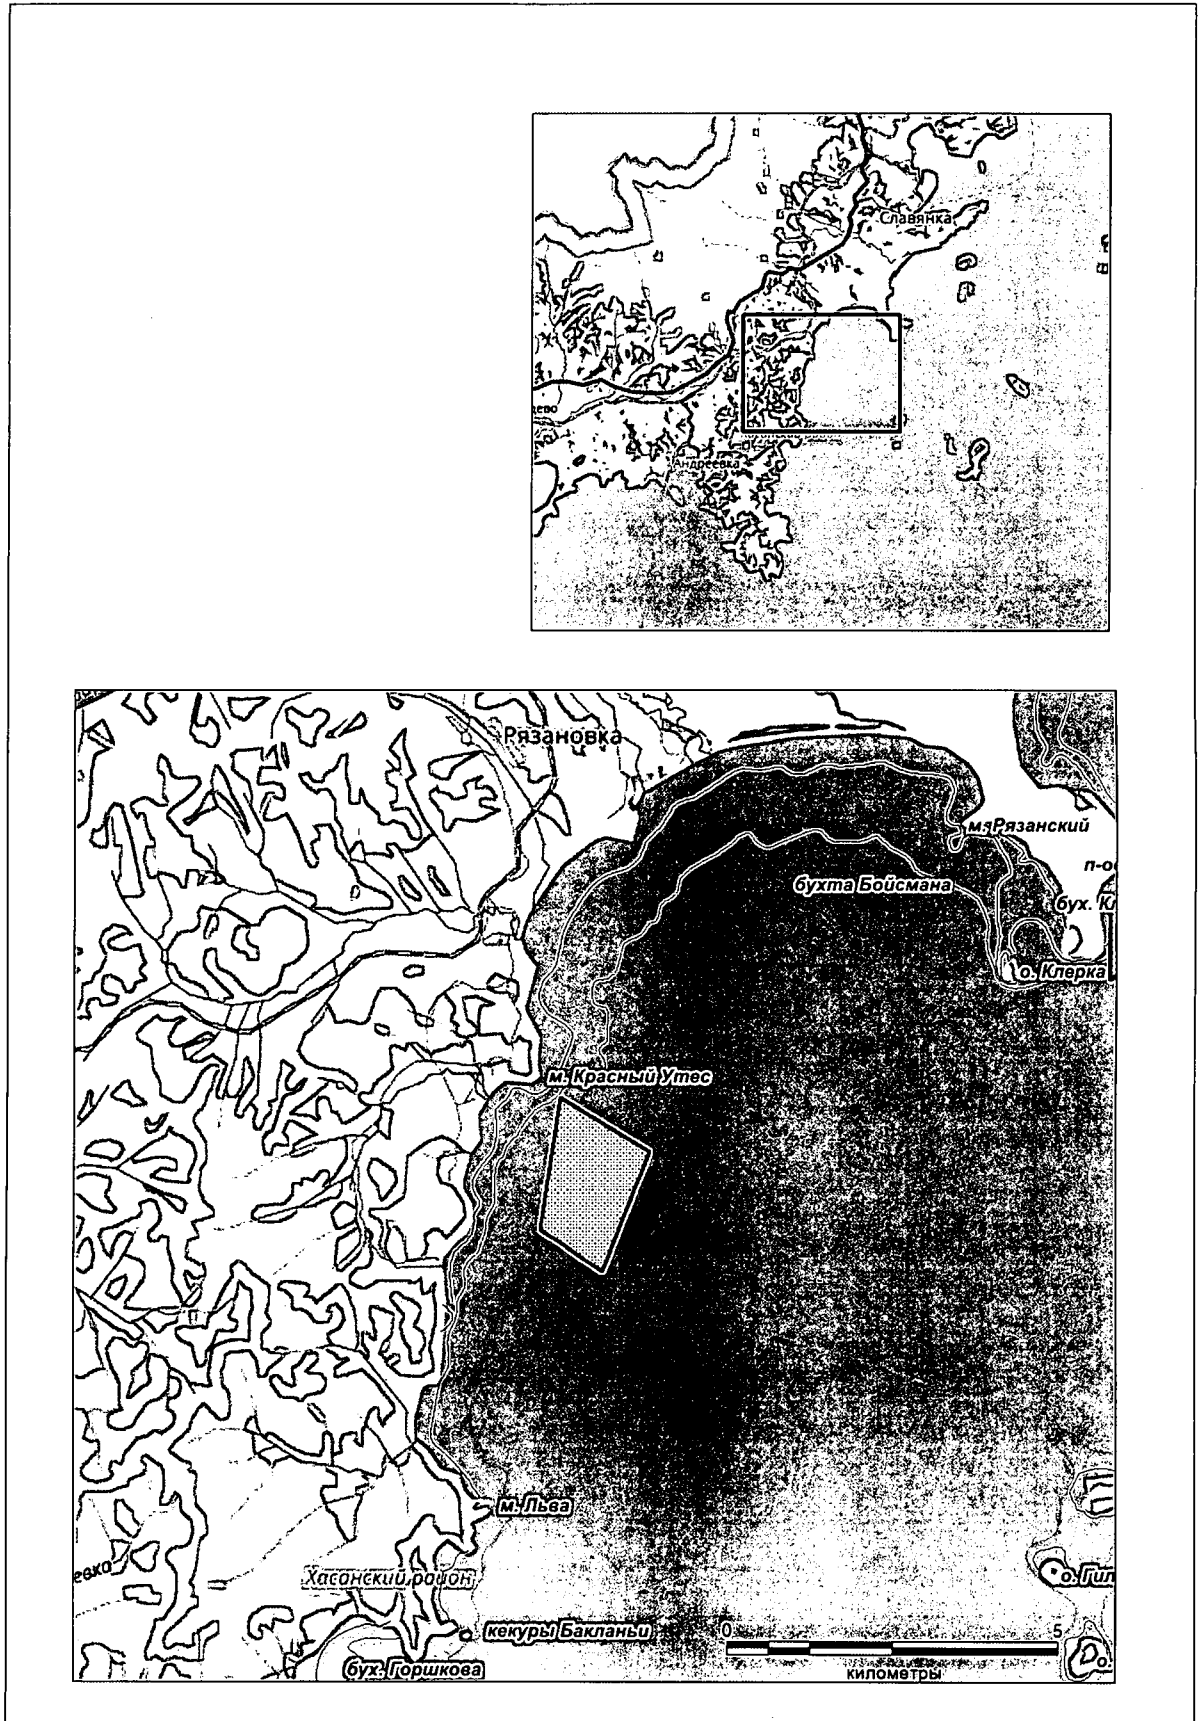 Славянка
Андреевка
Рязановка
м. Рязанский
бухта Бойсмана
о. Клерка
м. Красный Утес
м. Льва
Хасанский район
кекуры Бакланьи
бух. Горшкова
0
5
километры